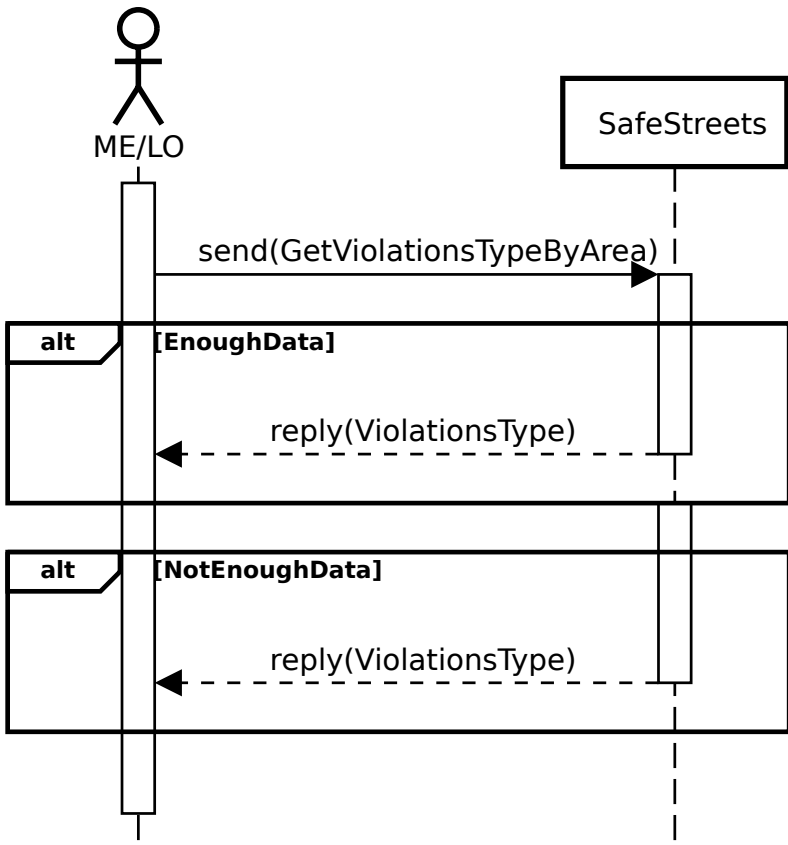 ME/LO
SafeStreets
send(GetViolationsTypeByArea)
alt [EnoughData]
reply(ViolationsType)
alt [NotEnoughData]
reply(ViolationsType)